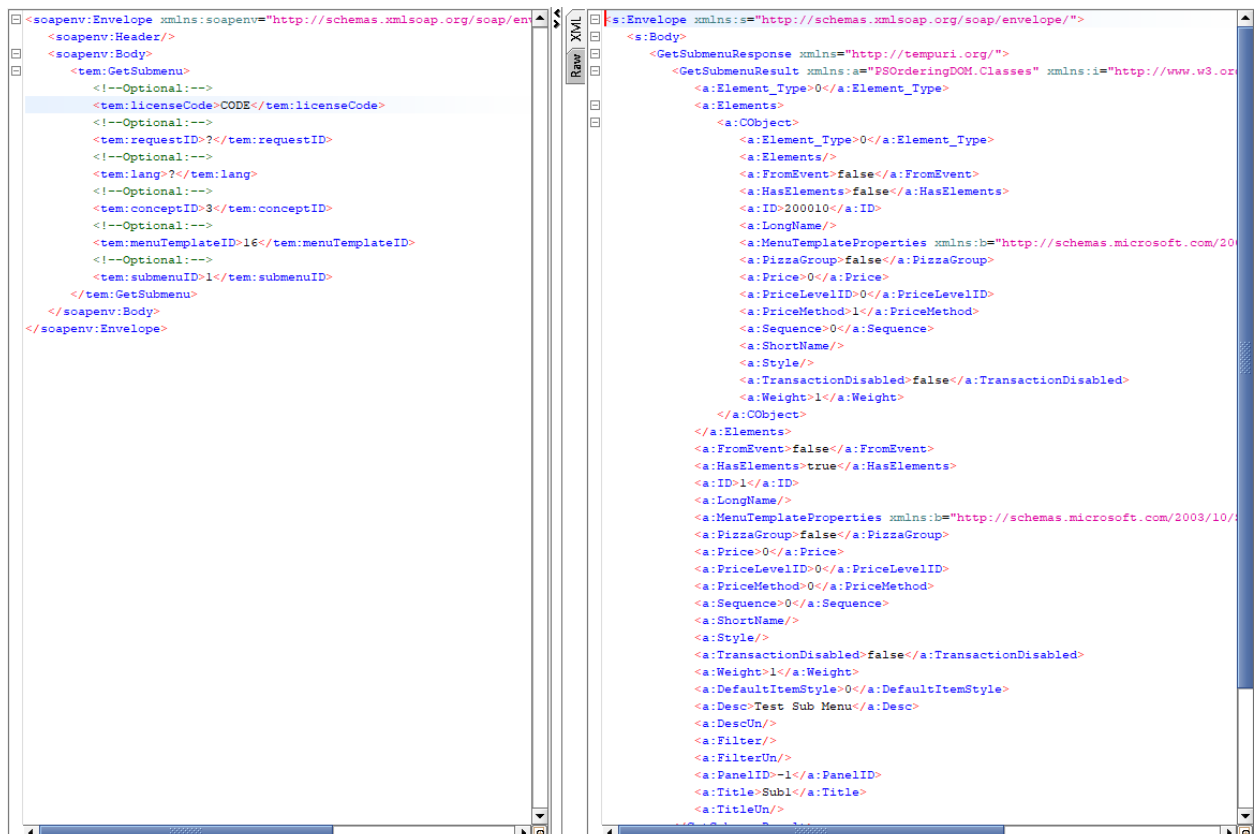 <soapenv:Envelope xmlns:soapenv="http://schemas.xmlsoap.org/soap/env
<soapenv:Header/>
<soapenv:Body>
<tem:GetSubmenu>
<!--Optional:-->
<tem:licenseCode>CODE</tem:licenseCode>
<!--Optional:-->
<tem:requestID>?</tem:requestID>
<!--Optional:-->
<tem:lang>?</tem:lang>
<!--Optional:-->
<tem:conceptID>3</tem:conceptID>
<!--Optional:-->
<tem:menuTemplateID>16</tem:menuTemplateID>
<!--Optional:-->
<tem:submenuID>1</tem:submenuID>
</tem:GetSubmenu>
</soapenv:Body>
</soapenv:Envelope>
XML
Raw
<s:Envelope xmlns:s="http://schemas.xmlsoap.org/soap/envelope/">
<s:Body>
<GetSubmenuResponse xmlns="http://tempuri.org/">
<GetSubmenuResult xmlns:a="PSOrderingDOM.Classes" xmlns:i="http://www.w3.or
<a:Element_Type>0</a:Element_Type>
<a:Elements>
<a:CObject>
<a:Element_Type>0</a:Element_Type>
<a:Elements/>
<a:FromEvent>false</a:FromEvent>
<a:HasElements>false</a:HasElements>
<a:ID>200010</a:ID>
<a:LongName/>
<a:MenuTemplateProperties xmlns:b="http://schemas.microsoft.com/20
<a:PizzaGroup>false</a:PizzaGroup>
<a:Price>0</a:Price>
<a:PriceLevelID>0</a:PriceLevelID>
<a:PriceMethod>1</a:PriceMethod>
<a:Sequence>0</a:Sequence>
<a:ShortName/>
<a:Style/>
<a:TransactionDisabled>false</a:TransactionDisabled>
<a:Weight>1</a:Weight>
</a:CObject>
</a:Elements>
<a:FromEvent>false</a:FromEvent>
<a:HasElements>true</a:HasElements>
<a:ID>1</a:ID>
<a:LongName/>
<a:MenuTemplateProperties xmlns:b="http://schemas.microsoft.com/2003/10/
<a:PizzaGroup>false</a:PizzaGroup>
<a:Price>0</a:Price>
<a:PriceLevelID>0</a:PriceLevelID>
<a:PriceMethod>0</a:PriceMethod>
<a:Sequence>0</a:Sequence>
<a:ShortName/>
<a:Style/>
<a:TransactionDisabled>false</a:TransactionDisabled>
<a:Weight>1</a:Weight>
<a:DefaultItemStyle>0</a:DefaultItemStyle>
<a:Desc>Test Sub Menu</a:Desc>
<a:DescUn/>
<a:Filter/>
<a:FilterUn/>
<a:PanelID>-1</a:PanelID>
<a:Title>Sub1</a:Title>
<a:TitleUn/>